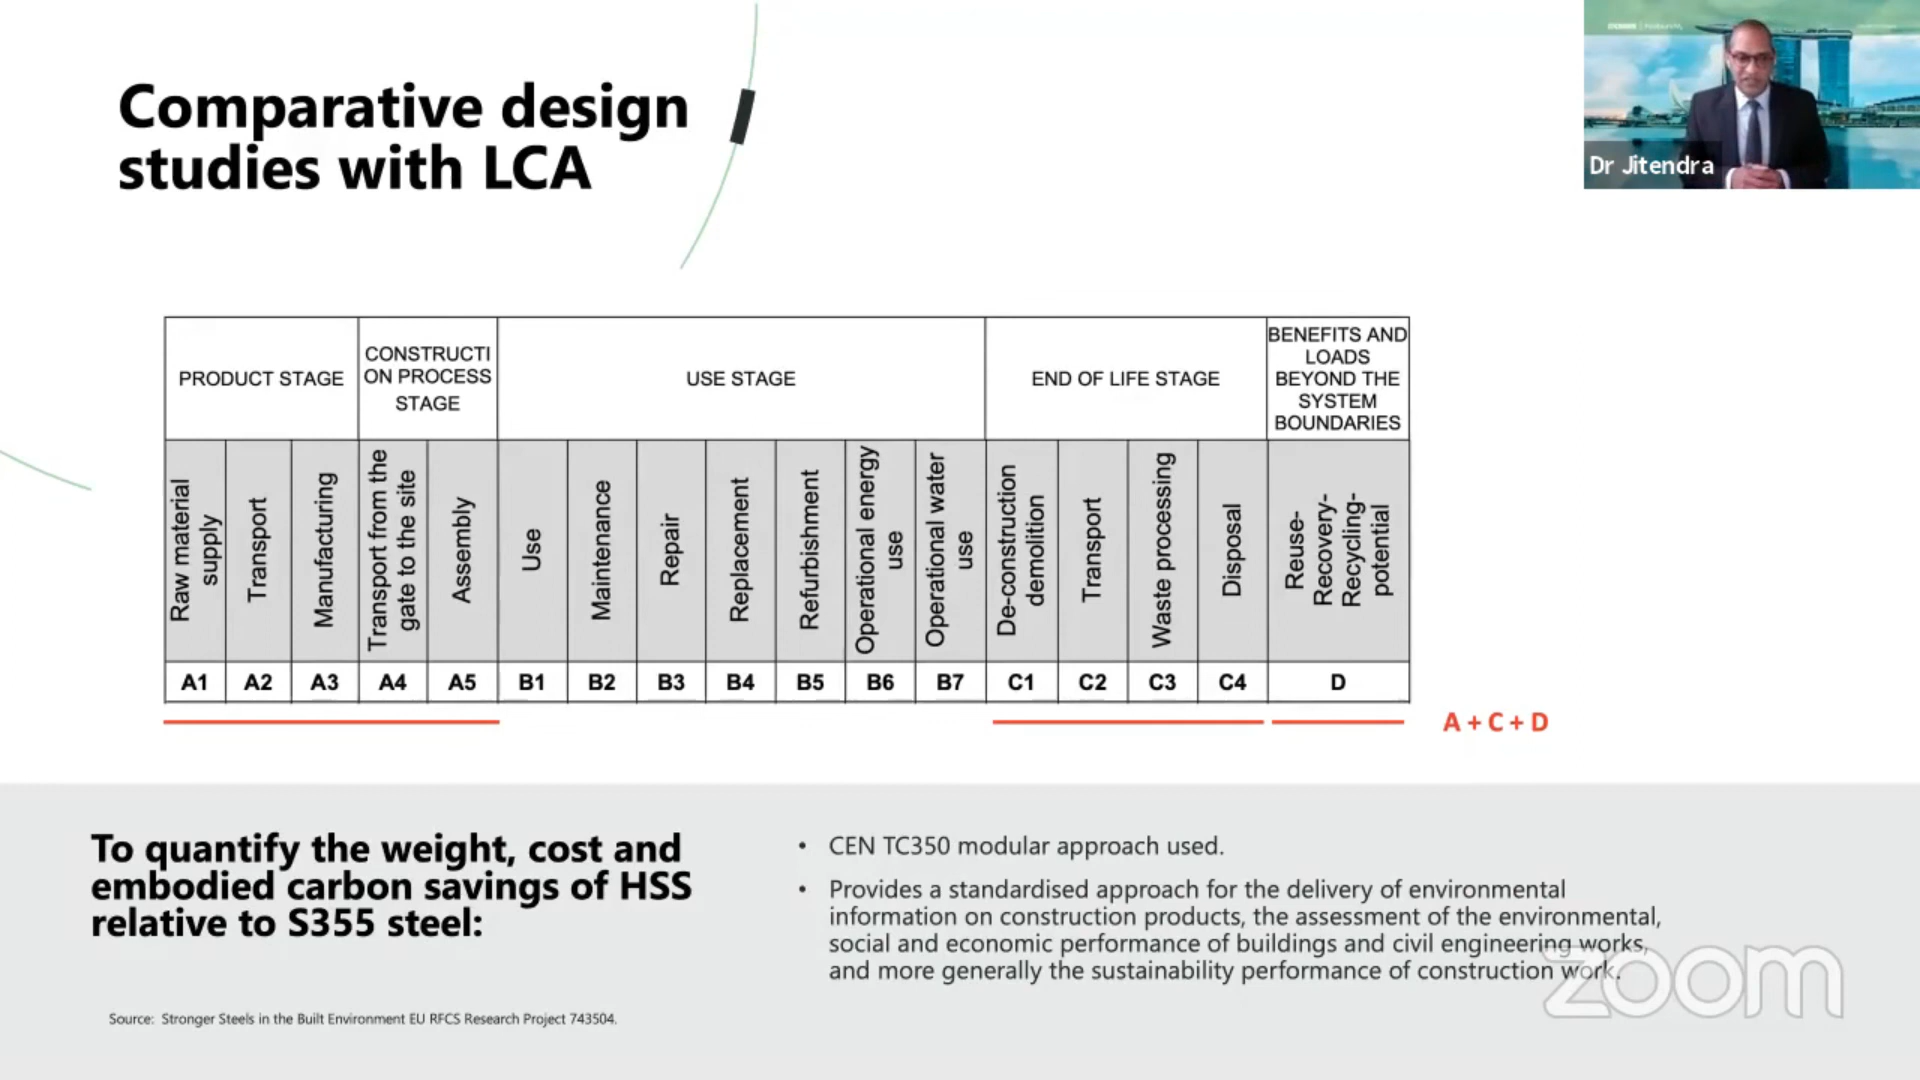 Comparative design
studies with LCA
Dr Jitendra
PRODUCT STAGE
CONSTRUCTI
ON PROCESS
STAGE
USE STAGE
END OF LIFE STAGE
BENEFITS AND
LOADS
BEYOND THE
SYSTEM
BOUNDARIES
Raw material
supply
Transport
Manufacturing
Transport from the
gate to the site
Assembly
Use
Maintenance
Repair
Replacement
Refurbishment
Operational energy
use
Operational water
use
De-construction
demolition
Transport
Waste processing
Disposal
Reuse-
Recovery-
Recycling-
potential
A1 A2 A3 A4 A5 B1 B2 B3 B4 B5 B6 B7 C1 C2 C3 C4 D
A + C + D
To quantify the weight, cost and
embodied carbon savings of HSS
relative to S355 steel:
• CEN TC350 modular approach used.
• Provides a standardised approach for the delivery of environmental
information on construction products, the assessment of the environmental,
social and economic performance of buildings and civil engineering works,
and more generally the sustainability performance of construction work.
zoom
Source: Stronger Steels in the Built Environment EU RFCS Research Project 743504.